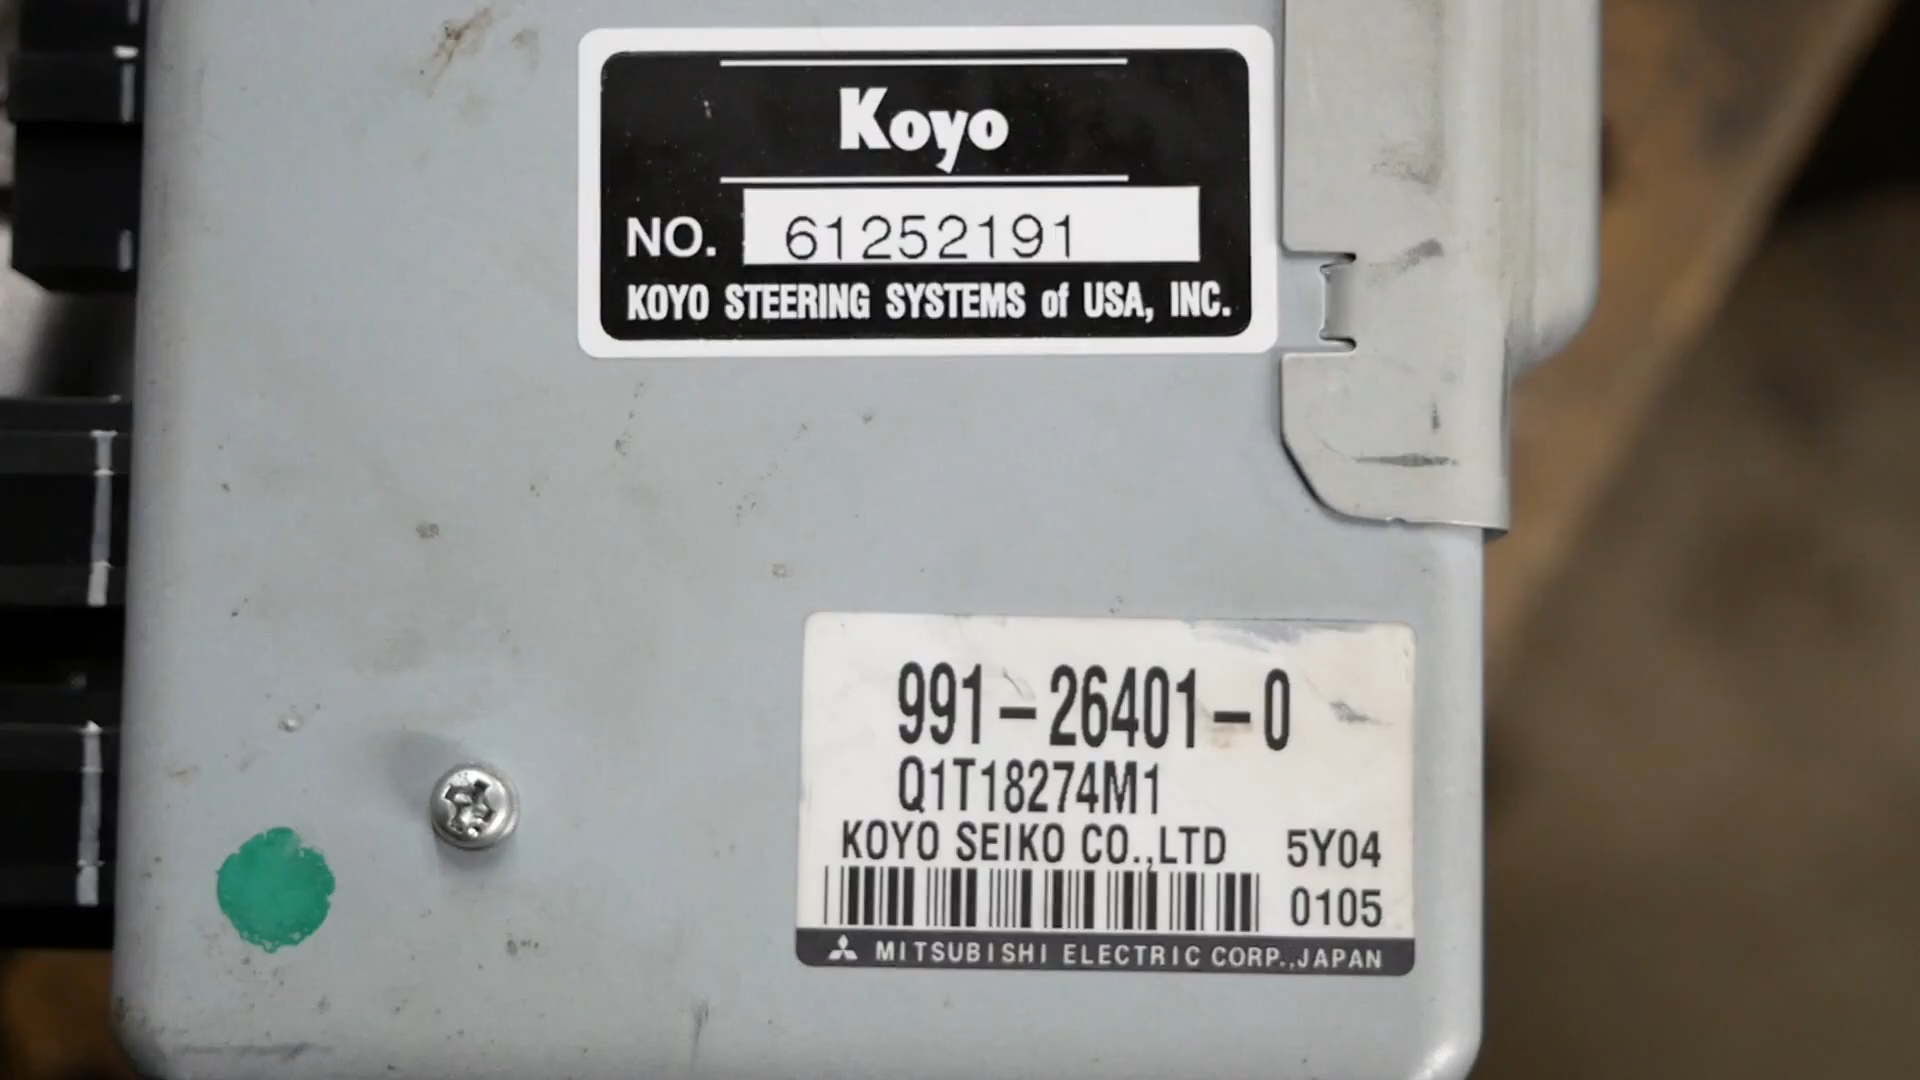 Koyo
NO. 61252191
KOYO STEERING SYSTEMS of USA, INC.
991-26401-0
Q1T18274M1
KOYO SEIKO CO.,LTD 5Y04
0105
MITSUBISHI ELECTRIC CORP.,JAPAN